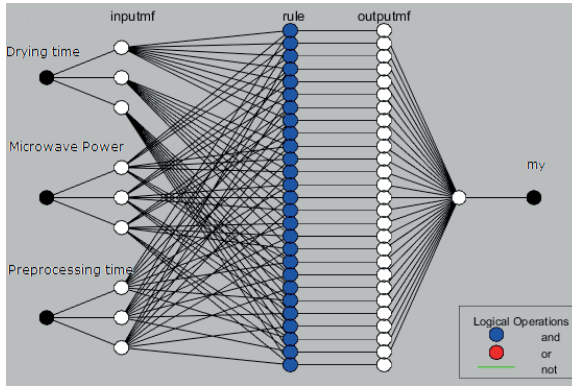 inputmf
rule
outputmf
Drying time
Microwave Power
my
Preprocessing time
Logical Operations
and
or
not